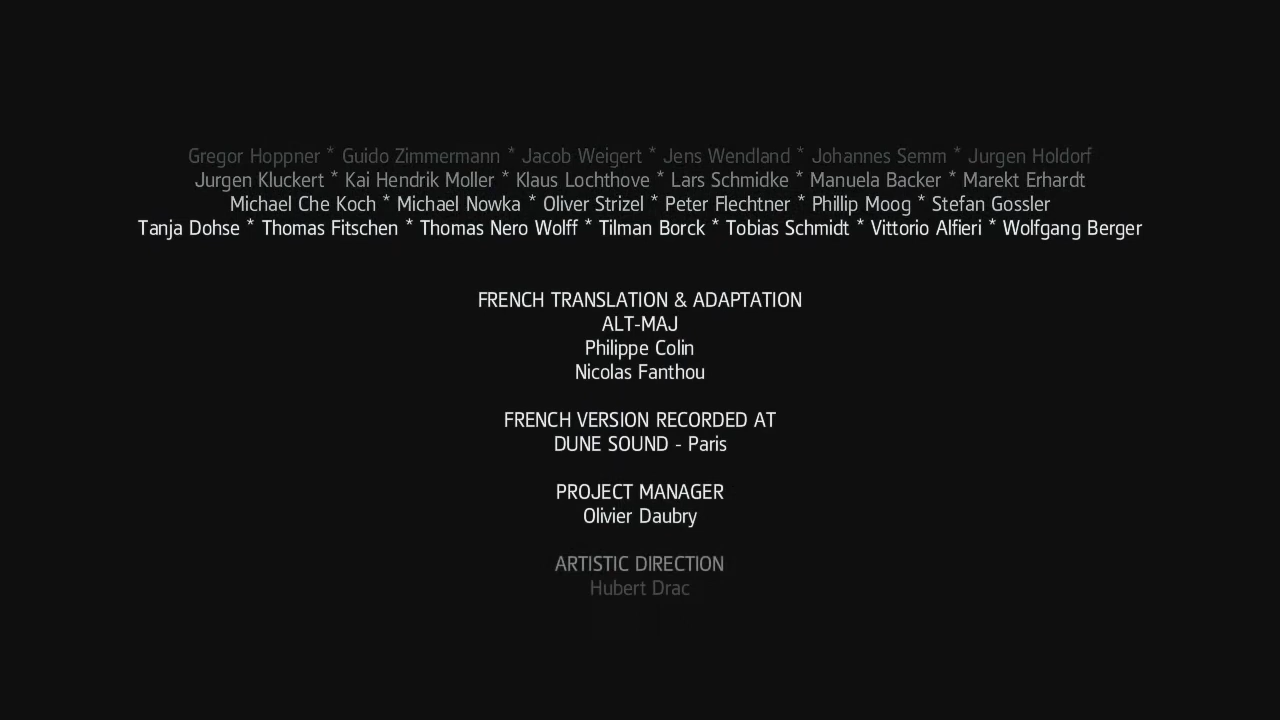 Gregor Hoppner * Guido Zimmermann * Jacob Weigert * Jens Wendland * Johannes Semm * Jurgen Holdorf
Jurgen Kluckert * Kai Hendrik Moller * Klaus Lochthove * Lars Schmidke * Manuela Backer * Marekt Erhardt
Michael Che Koch * Michael Nowka * Oliver Strizel * Peter Flechtner * Phillip Moog * Stefan Gossler
Tanja Dohse * Thomas Fitschen * Thomas Nero Wolff * Tilman Borck * Tobias Schmidt * Vittorio Alfieri * Wolfgang Berger
FRENCH TRANSLATION & ADAPTATION
ALT-MAJ
Philippe Colin
Nicolas Fanthou
FRENCH VERSION RECORDED AT
DUNE SOUND - Paris
PROJECT MANAGER
Olivier Daubry
ARTISTIC DIRECTION
Hubert Drac